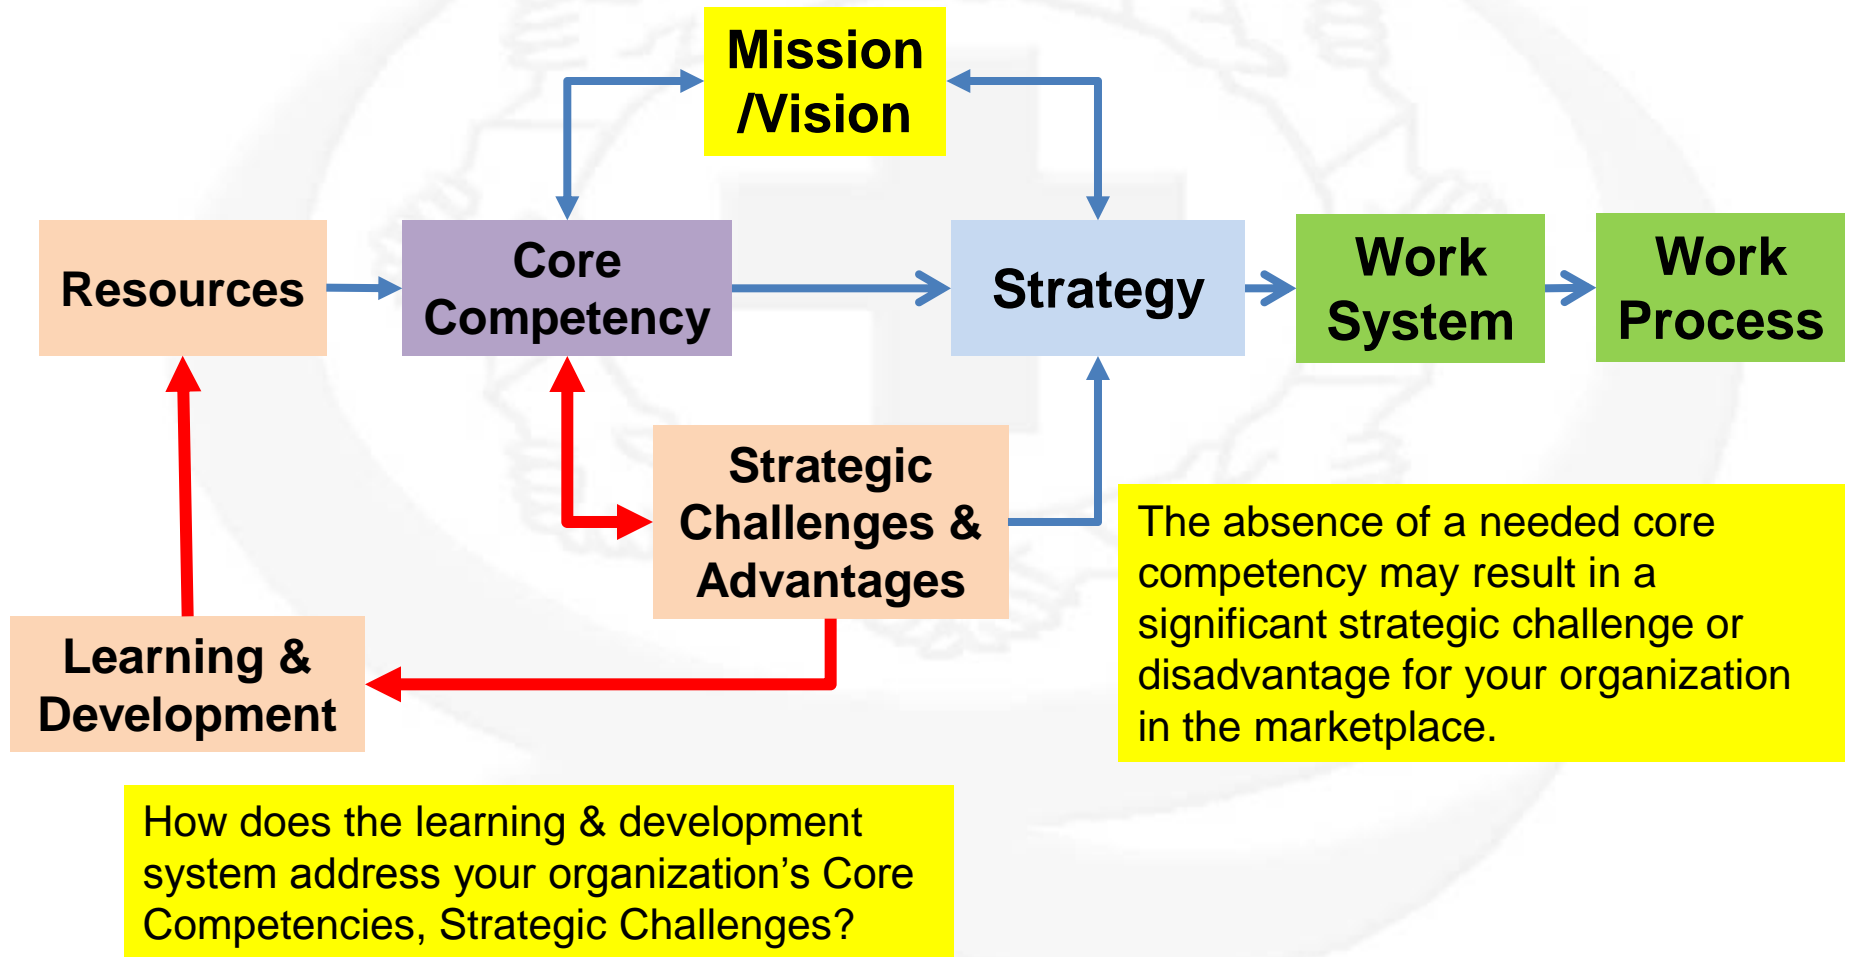 Mission
/Vision
Resources
Core
Competency
Strategy
Work
System
Work
Process
Strategic
Challenges &
Advantages
The absence of a needed core
competency may result in a
significant strategic challenge or
disadvantage for your organization
in the marketplace.
Learning &
Development
How does the learning & development
system address your organization’s Core
Competencies, Strategic Challenges?